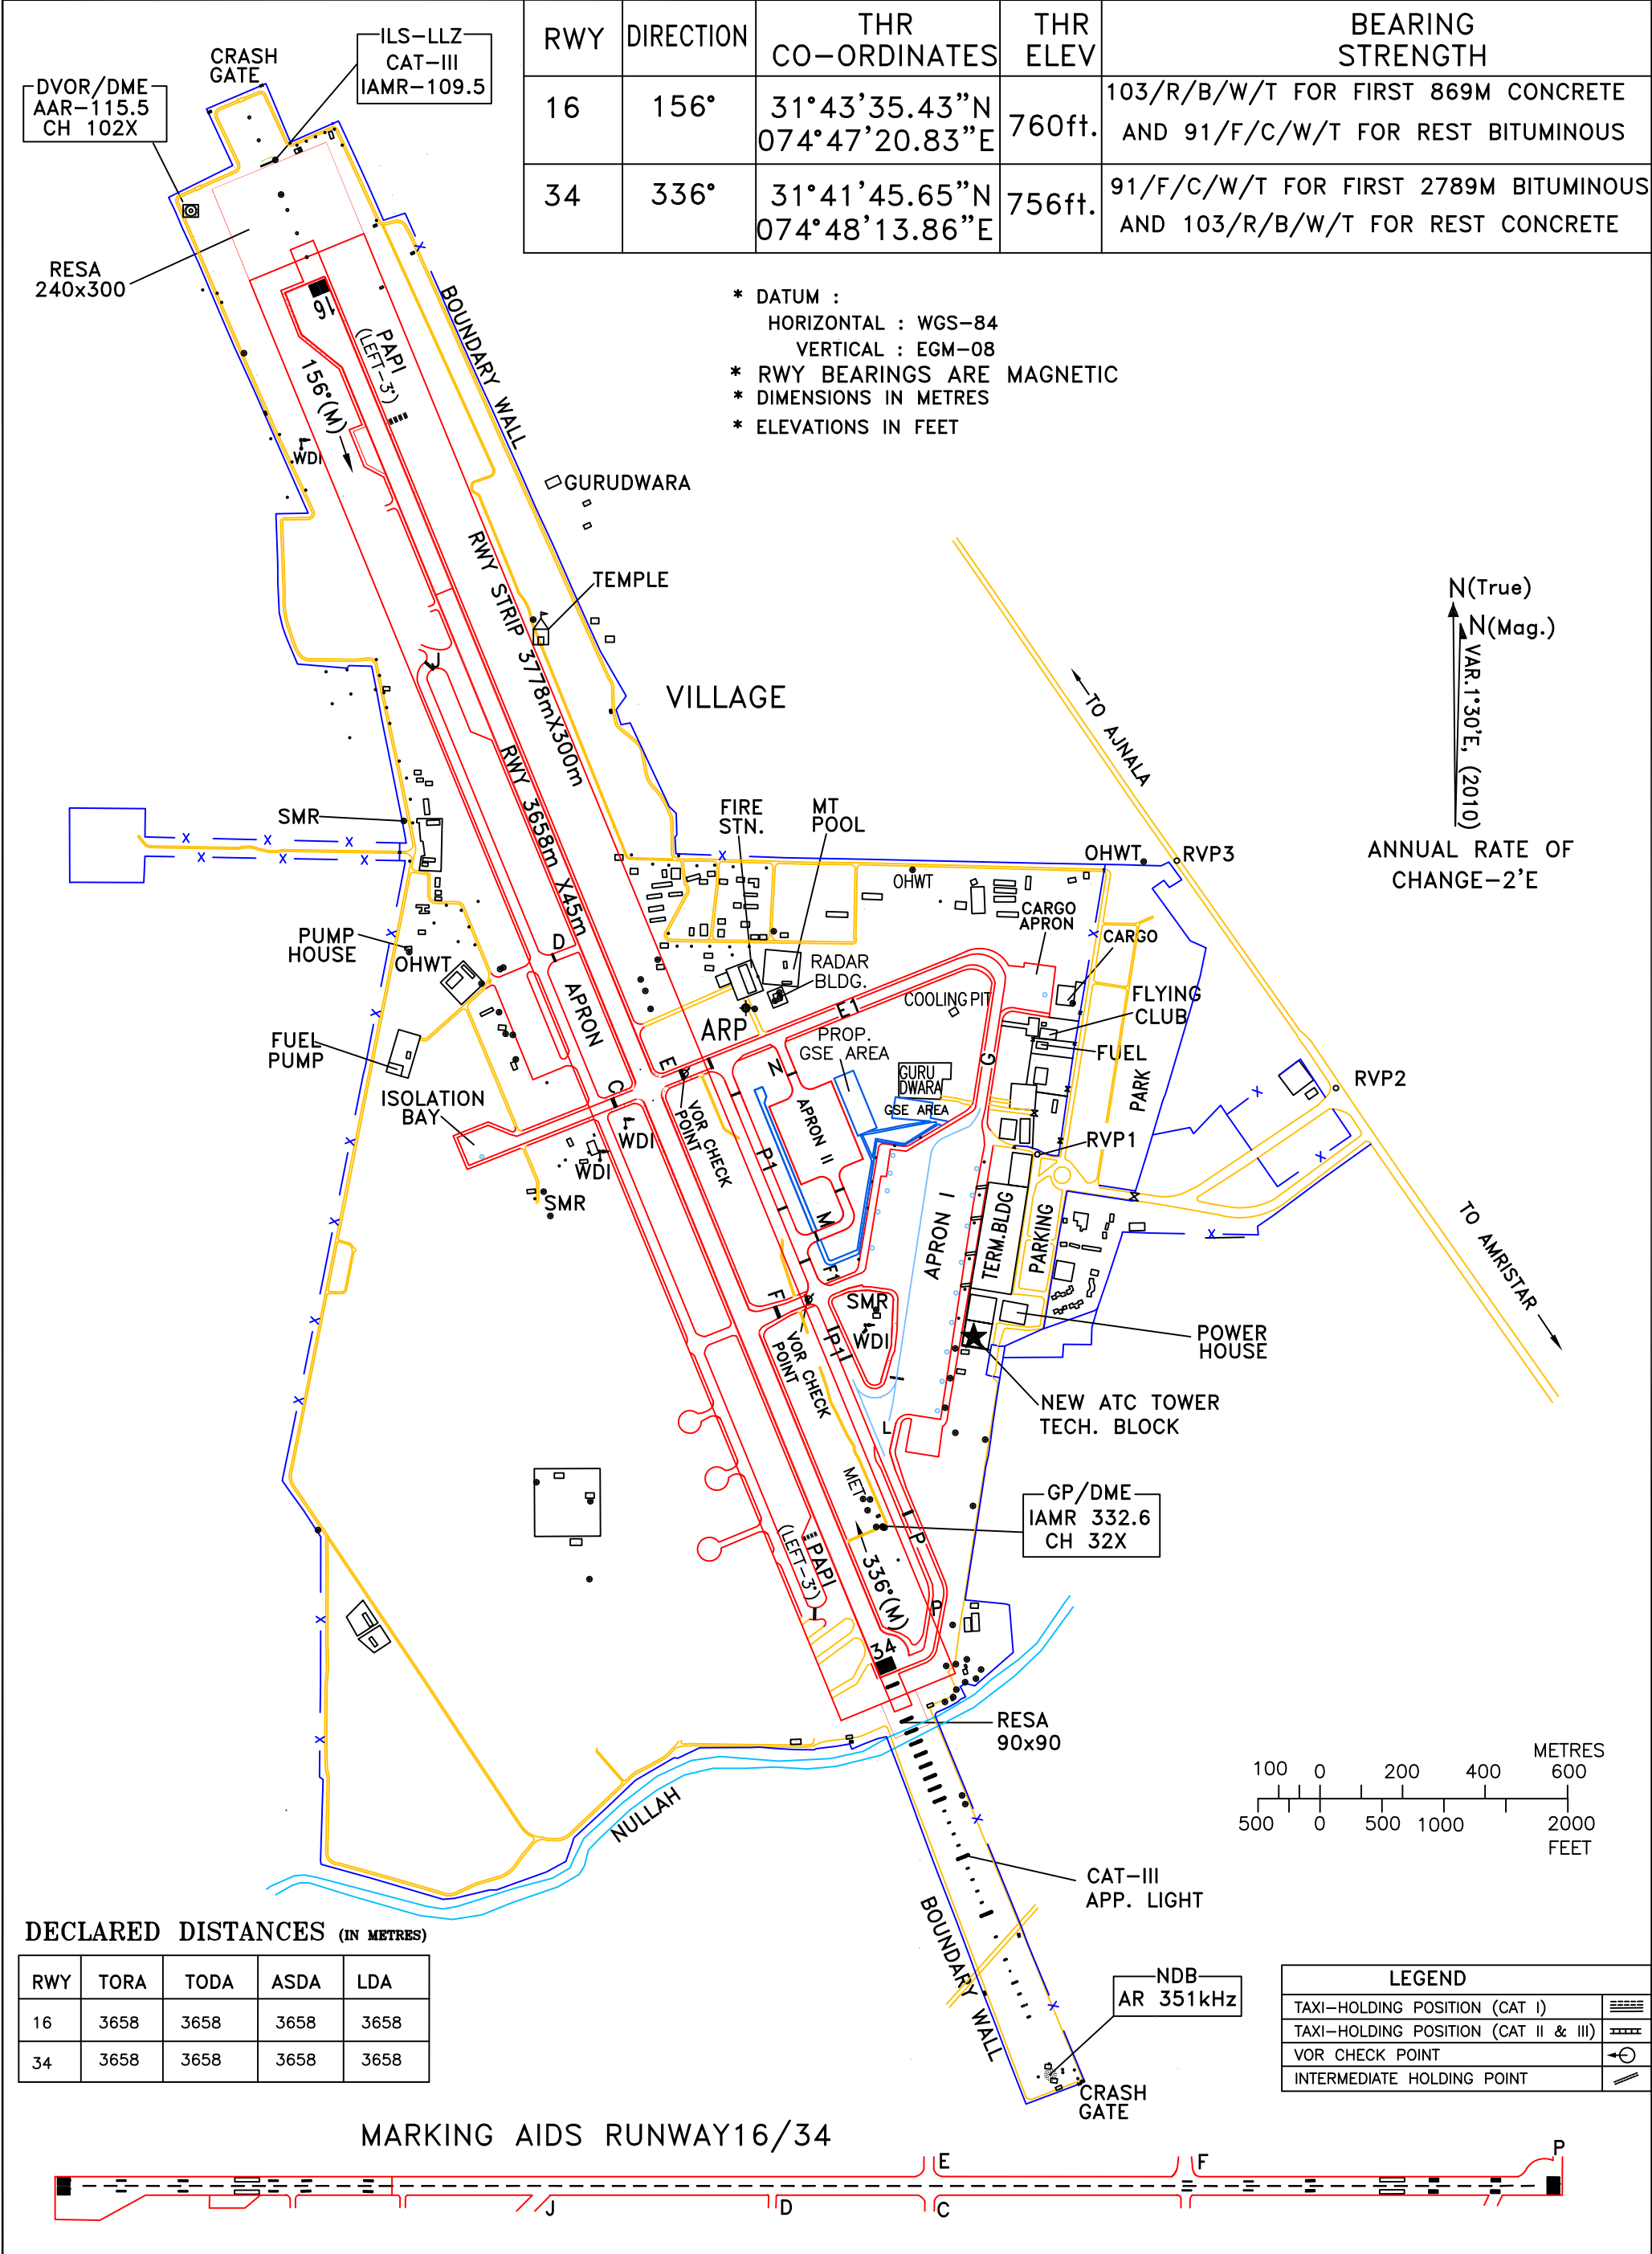 RWY DIRECTION THR CO-ORDINATES THR ELEV BEARING STRENGTH
16 156° 31°43'35.43"N 074°47'20.83"E 760ft. 103/R/B/W/T FOR FIRST 869M CONCRETE
AND 91/F/C/W/T FOR REST BITUMINOUS
34 336° 31°41'45.65"N 074°48'13.86"E 756ft. 91/F/C/W/T FOR FIRST 2789M BITUMINOUS
AND 103/R/B/W/T FOR REST CONCRETE
ILS-LLZ
CAT-III
IAMR-109.5
CRASH
GATE
DVOR/DME
AAR-115.5
CH 102X
RESA
240x300
* DATUM :
HORIZONTAL : WGS-84
VERTICAL : EGM-08
* RWY BEARINGS ARE MAGNETIC
* DIMENSIONS IN METRES
* ELEVATIONS IN FEET
16
PAPI
(LEFT-3°)
156°(M)
BOUNDARY WALL
WDI
GURUDWARA
TEMPLE
RWY STRIP 3778mX300m
RWY 3658m X45m
VILLAGE
J
N(True)
N(Mag.)
VAR.1°30'E, (2010)
ANNUAL RATE OF
CHANGE-2'E
TO AJNALA
SMR
FIRE
STN.
MT
POOL
OHWT
OHWT
RVP3
CARGO
APRON
CARGO
PUMP
HOUSE
OHWT
D
APRON
RADAR
BLDG.
COOLING PIT
FLYING
CLUB
ARP
E1
PROP.
GSE AREA
FUEL
PUMP
E
N
G
FUEL
RVP2
GURU
DWARA
GSE AREA
PARK
ISOLATION
BAY
C
WDI
VOR CHECK
POINT
P1
APRON II
RVP1
WDI
SMR
M
APRON I
TERM.BLDG
PARKING
TO AMRISTAR
F1
F
SMR
WDI
P1
VOR CHECK
POINT
POWER
HOUSE
NEW ATC TOWER
TECH. BLOCK
L
MET
GP/DME
IAMR 332.6
CH 32X
P
PAPI
(LEFT-3°)
336°(M)
P
34
RESA
90x90
METRES
100 0 200 400 600
500 0 500 1000 2000
FEET
NULLAH
CAT-III
APP. LIGHT
BOUNDARY WALL
NDB
AR 351kHz
CRASH
GATE
DECLARED DISTANCES (IN METRES)
RWY TORA TODA ASDA LDA
16 3658 3658 3658 3658
34 3658 3658 3658 3658
LEGEND
TAXI-HOLDING POSITION (CAT I)
TAXI-HOLDING POSITION (CAT II & III)
VOR CHECK POINT
INTERMEDIATE HOLDING POINT
MARKING AIDS RUNWAY16/34
E F P
J D C